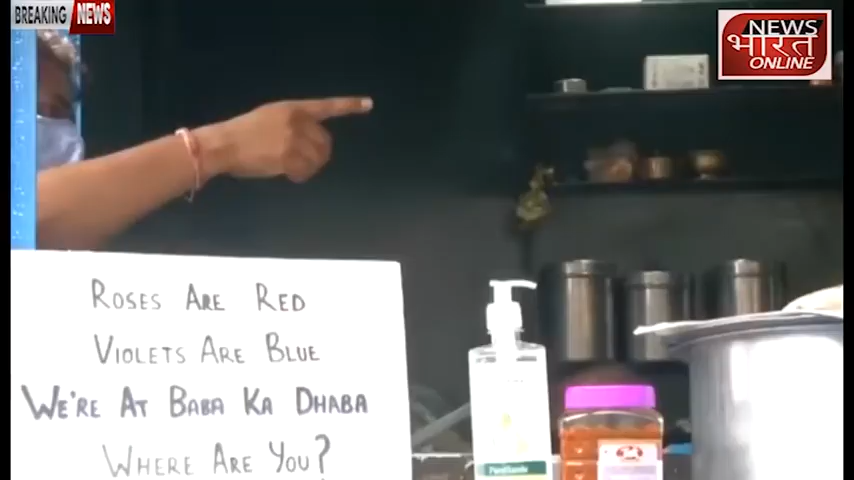 BREAKING NEWS
NEWS
भारत
ONLINE
ROSES ARE RED
VIOLETS ARE BLUE
WE'RE AT BABA KA DHABA
WHERE ARE YOU?